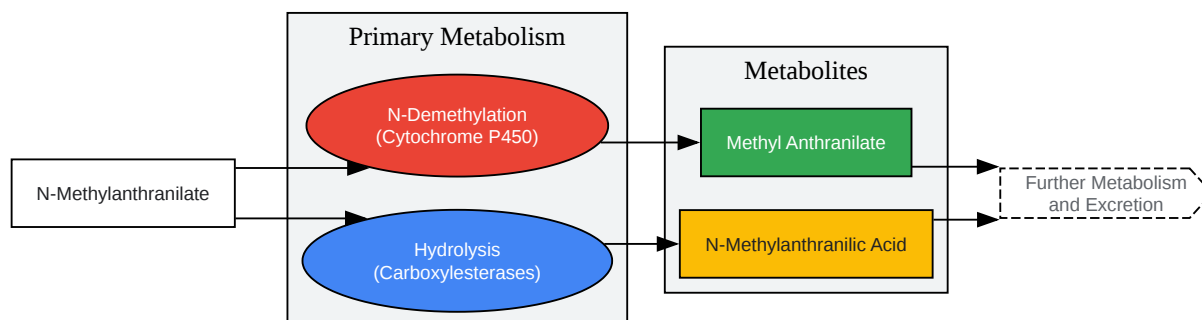 Primary Metabolism
Metabolites
N-Methylanthranilate
N-Demethylation
(Cytochrome P450)
Hydrolysis
(Carboxylesterases)
Methyl Anthranilate
N-Methylanthranilic Acid
Further Metabolism
and Excretion